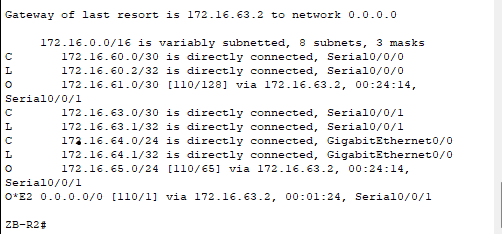 Gateway of last resort is 172.16.63.2 to network 0.0.0.0
172.16.0.0/16 is variably subnetted, 8 subnets, 3 masks
C 172.16.60.0/30 is directly connected, Serial0/0/0
L 172.16.60.2/32 is directly connected, Serial0/0/0
O 172.16.61.0/30 [110/128] via 172.16.63.2, 00:24:14,
Serial0/0/1
C 172.16.63.0/30 is directly connected, Serial0/0/1
L 172.16.63.1/32 is directly connected, Serial0/0/1
C 172.16.64.0/24 is directly connected, GigabitEthernet0/0
L 172.16.64.1/32 is directly connected, GigabitEthernet0/0
O 172.16.65.0/24 [110/65] via 172.16.63.2, 00:24:14,
Serial0/0/1
O*E2 0.0.0.0/0 [110/1] via 172.16.63.2, 00:01:24, Serial0/0/1
ZB-R2#